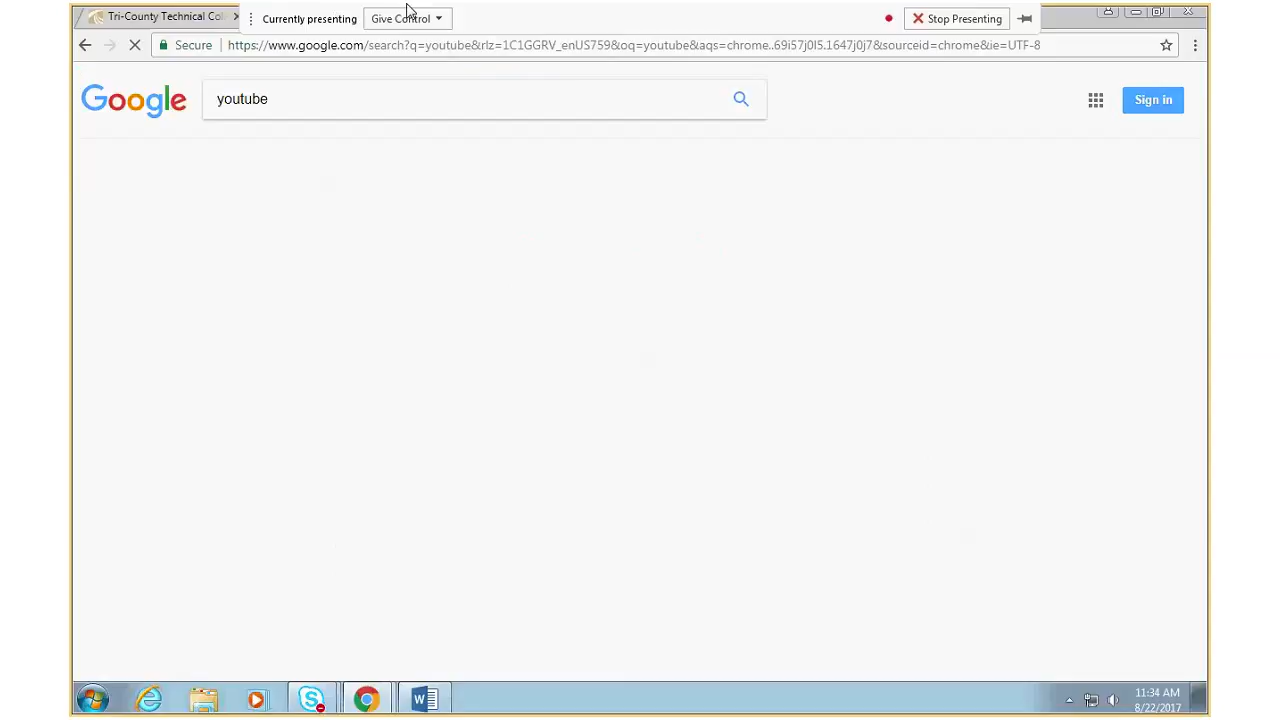 Tri-County Technical Col
Currently presenting
Give Control
Stop Presenting
Secure
https://www.google.com/search?q=youtube&rlz=1C1GGRV_enUS759&oq=youtube&aqs=chrome..69i57j0l5.1647j0j7&sourceid=chrome&ie=UTF-8
Google
youtube
Sign in
11:34 AM
8/22/2017